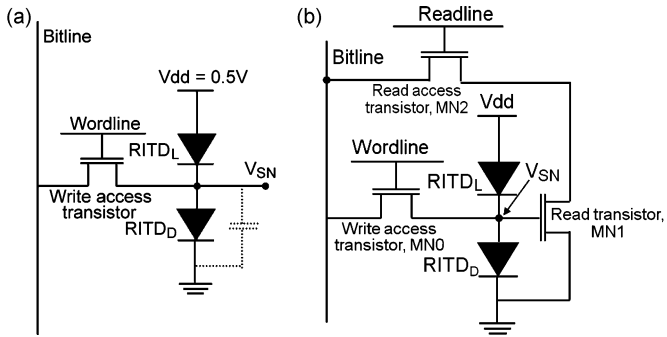 (a)
Bitline
Vdd = 0.5V
Wordline
RITDL
VSN
Write access
transistor
RITDD
(b)
Readline
Bitline
Read access
transistor, MN2
Vdd
Wordline
RITDL
VSN
Write access
transistor, MN0
Read transistor,
MN1
RITDD